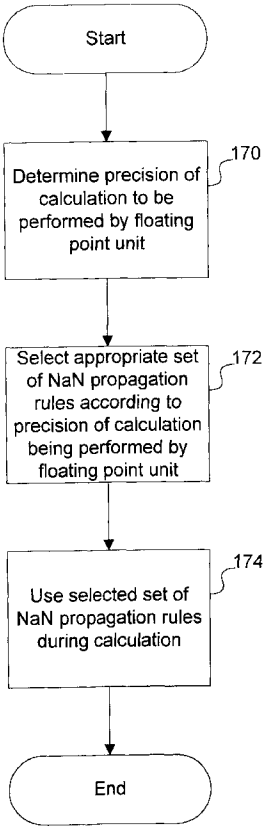 Start
170
Determine precision of
calculation to be
performed by floating
point unit
172
Select appropriate set
of NaN propagation
rules according to
precision of calculation
being performed by
floating point unit
174
Use selected set of
NaN propagation rules
during calculation
End